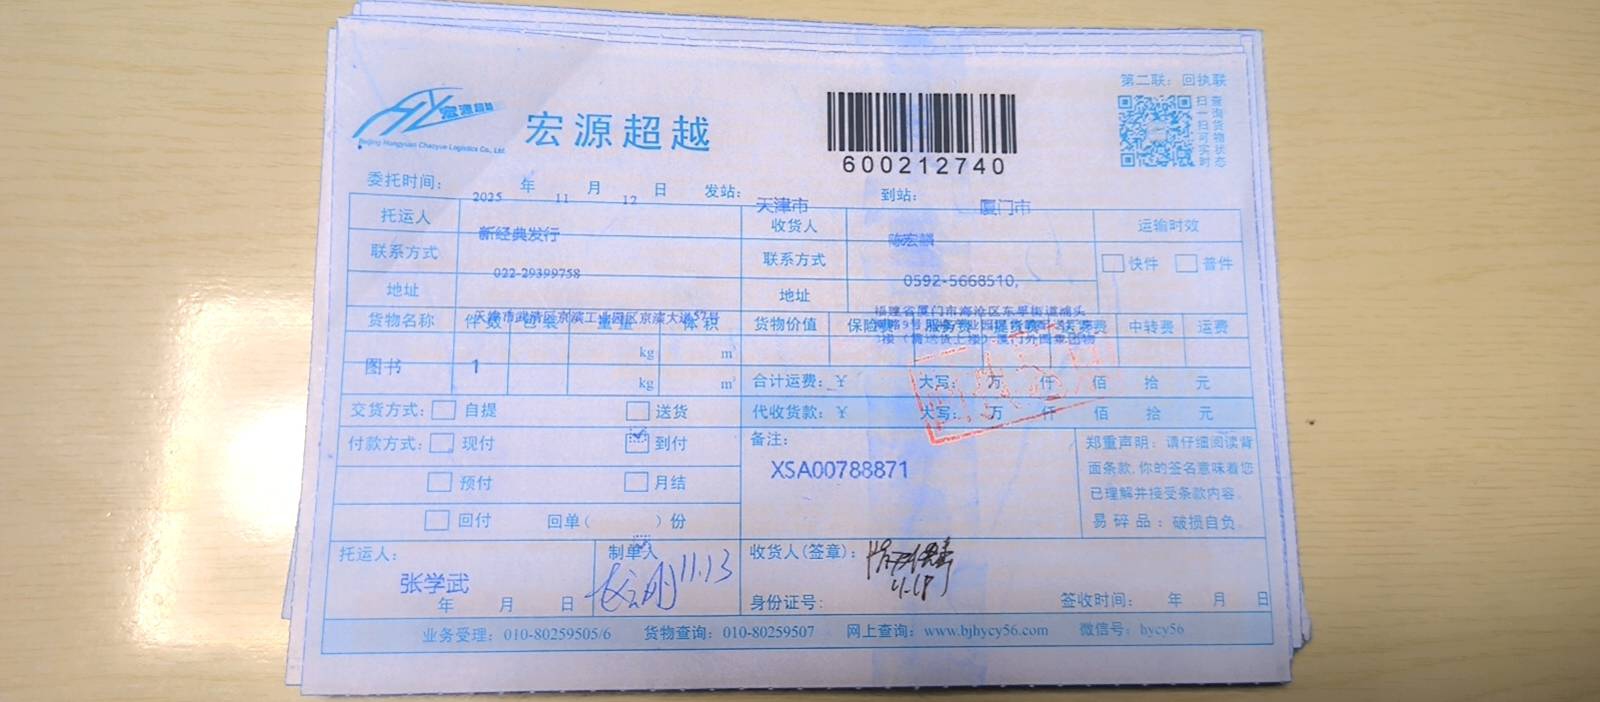 第二联：回执联
宏源超越
Beijing Hongyuan Chaoyue Logistics Co., Ltd.
宏源超越
600212740
扫一扫可实时
查询货物状态
委托时间： 2025 年 11 月 12 日 发站： 天津市 到站： 厦门市
托运人 新经典发行 收货人 陈宏麟 运输时效
联系方式 022-29399758 联系方式 0592-5668510, 快件 普件
地址 天津市武清区京滨工业园区京滨大道57号 地址 福建省厦门市海沧区东孚街道浦头
货物名称 件数 包装 重量 体积 货物价值 保险费 服务费 中转费 运费
图书 1 kg m³
kg m³
合计运费：¥ 大写： 万 仟 佰 拾 元
交货方式： 自提 送货 代收货款：¥ 大写： 万 仟 佰 拾 元
付款方式： 现付 到付 备注：
XSA00788871
预付 月结
回付 回单（ ）份
郑重声明：请仔细阅读背
面条款,你的签名意味着您
已理解并接受条款内容。
易碎品：破损自负。
托运人： 制单人 收货人(签章)：
张学武 11.13
年 月 日 身份证号： 签收时间： 年 月 日
业务受理：010-80259505/6 货物查询：010-80259507 网上查询：www.bjhycy56.com 微信号：hycy56